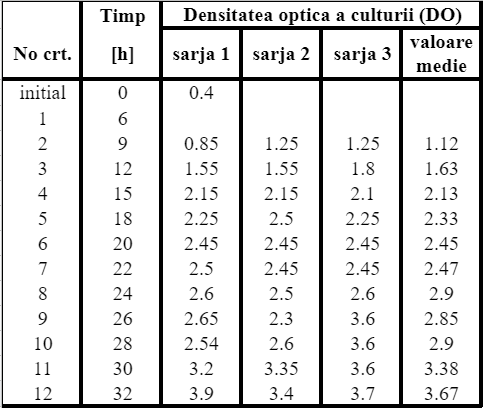 No crt. Timp [h] Densitatea optica a culturii (DO)
sarja 1 sarja 2 sarja 3 valoare medie
initial 0 0.4
1 6
2 9 0.85 1.25 1.25 1.12
3 12 1.55 1.55 1.8 1.63
4 15 2.15 2.15 2.1 2.13
5 18 2.25 2.5 2.25 2.33
6 20 2.45 2.45 2.45 2.45
7 22 2.5 2.45 2.45 2.47
8 24 2.6 2.5 2.6 2.9
9 26 2.65 2.3 3.6 2.85
10 28 2.54 2.6 3.6 2.9
11 30 3.2 3.35 3.6 3.38
12 32 3.9 3.4 3.7 3.67